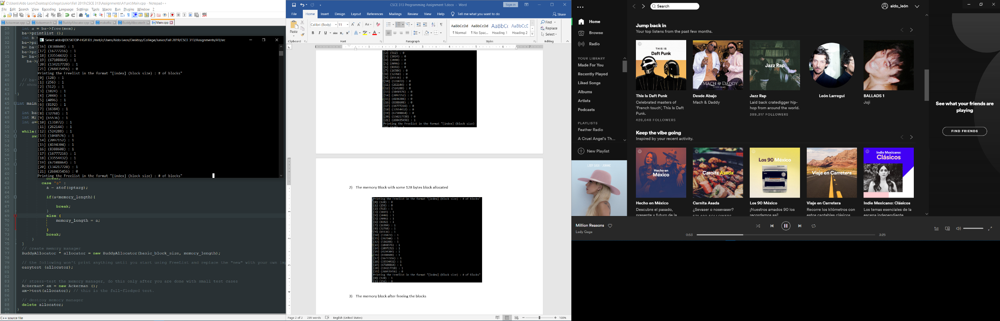 C:\Users\Aldo Leon\Desktop\College\Junior\Fall 2019\CSCE 313\Assignments\A1\src\Main.cpp - Notepad++
File Edit Search View Encoding Language Settings Tools Macro Run Plugins Window ?
Ackerman.cpp Ackerman.h BuddyAllocator.cpp makefile BuddyAllocator.h Main.cpp
29 int a = ba->free(mem);
30 ba->printlist ();
31 int b =
32 ba->pr
33 b= ba-
34 ba->pr
35 b= ba-
36 ba->
37
38
39
40 // ba-
41 // shou
42
43 }
44
45 int main
46
47 int ba
48 int M;
49 int a=
50
51 while(
52 sw
53
54
55
56
57
58
59
60
61 break;
62 case 's' :
63 a = atof(optarg);
64
65 if(a<memory_length){
66
67 break;
68 }
69 else {
70 memory_length = a;
71
72 }
73 break;
74 }
75 }
76 // create memory manager
77 BuddyAllocator * allocator = new BuddyAllocator(basic_block_size, memory_length);
78
79 // the following won't print anything until you start using FreeList and replace the "new" with your own im
80 easytest (allocator);
81
82
83 // stress-test the memory manager, do this only after you are done with small test cases
84 Ackerman* am = new Ackerman ();
85 am->test(allocator); // this is the full-fledged test.
86
87 // destroy memory manager
88 delete allocator;
89 }
C++ source file
Select aldo@DESKTOP-HGJFJ2J: /mnt/c/Users/Aldo Leon/Desktop/College/Junior/Fall 2019/CSCE 313/Assignments/A1/src
[16] (8388608) : 1
[17] (16777216) : 1
[18] (33554432) : 1
[19] (67108864) : 1
[20] (134217728) : 1
[21] (268435456) : 0
Printing the Freelist in the format "[index] (block size) : # of blocks"
[0] (128) : 1
[1] (256) : 1
[2] (512) : 1
[3] (1024) : 1
[4] (2048) : 1
[5] (4096) : 1
[6] (8192) : 1
[7] (16384) : 1
[8] (32768) : 1
[9] (65536) : 1
[10] (131072) : 1
[11] (262144) : 1
[12] (524288) : 1
[13] (1048576) : 1
[14] (2097152) : 1
[15] (4194304) : 1
[16] (8388608) : 1
[17] (16777216) : 1
[18] (33554432) : 1
[19] (67108864) : 1
[20] (134217728) : 1
[21] (268435456) : 0
Printing the Freelist in the format "[index] (block size) : # of blocks"
CSCE 313 Programming Assignment 1.docx - Word
Sign in
File Home Insert Design Layout References Mailings Review View Help Tell me what you want to do Share
Paste
Calibri (Body) 11
AaBbCcDd AaBbCcDd AaBbC( AaBbCcE
¶ Normal ¶ No Spac... Heading 1 Heading 2
Find
Replace
Select
Clipboard Font Paragraph Styles Editing
[2] (512) : 0
[3] (1024) : 0
[4] (2048) : 0
[5] (4096) : 0
[6] (8192) : 0
[7] (16384) : 0
[8] (32768) : 0
[9] (65536) : 0
[10] (131072) : 0
[11] (262144) : 0
[12] (524288) : 0
[13] (1048576) : 0
[14] (2097152) : 0
[15] (4194304) : 0
[16] (8388608) : 0
[17] (16777216) : 0
[18] (33554432) : 0
[19] (67108864) : 0
[20] (134217728) : 0
[21] (268435456) : 1
Printing the Freelist in the format "[index] (block size)
[0] (128) : 1
2) The memory Block with some 128 bytes block allocated
Printing the Freelist in the format "[index] (block size) : # of blocks"
[0] (128) : 0
[1] (256) : 0
[2] (512) : 1
[3] (1024) : 1
[4] (2048) : 1
[5] (4096) : 1
[6] (8192) : 1
[7] (16384) : 1
[8] (32768) : 1
[9] (65536) : 1
[10] (131072) : 1
[11] (262144) : 1
[12] (524288) : 1
[13] (1048576) : 1
[14] (2097152) : 1
[15] (4194304) : 1
[16] (8388608) : 1
[17] (16777216) : 1
[18] (33554432) : 1
[19] (67108864) : 1
[20] (134217728) : 1
[21] (268435456) : 0
Printing the Freelist in the format "[index] (block size) : # of blocks"
[0] (128) : 1
[1] (256) : 0
3) The memory block after freeing the blocks
Page 2 of 2 239 words English (United States) 100%
Search
aldo_león
Home
Browse
Radio
YOUR LIBRARY
Made For You
Recently Played
Liked Songs
Albums
Artists
Podcasts
PLAYLISTS
Feather Radio
A Cruel Angel's Th...
New Playlist
LADY GAGA JOANNE
Jump back in
Your top listens from the past few months.
THIS IS
Daft Punk
MACH & DADDY
DESDE ABAJO
Jazz Rap
This Is Daft Punk
Celebrated masters of
'French touch', This Is Daft
Punk.
428,048 FOLLOWERS
Desde Abajo
Mach & Daddy
Jazz Rap
Laid back cratedigger hip-
hop from around the world.
389,317 FOLLOWERS
León Larregui
BALLADS 1
Joji
Keep the vibe going
Inspired by your recent activity.
Hecho en
México
Carnita Asada
Los 90 México
Viaje en Carretera
Indie Mexicano:
Clásicos
Hecho en México
Descubre el pasado,
presente y futuro de la
Carnita Asada
¿Sevaser o nosevaser?
671,490 FOLLOWERS
Los 90 México
¡Nuestros amados 90 los
recordamos así!
Viaje en Carretera
Recorre los kilómetros con
estos cantables clásicos
Indie Mexicano: Clásicos
Los temas esenciales de la
escena independiente
See what your friends are
playing
FIND FRIENDS
Million Reasons
Lady Gaga
0:53
3:25